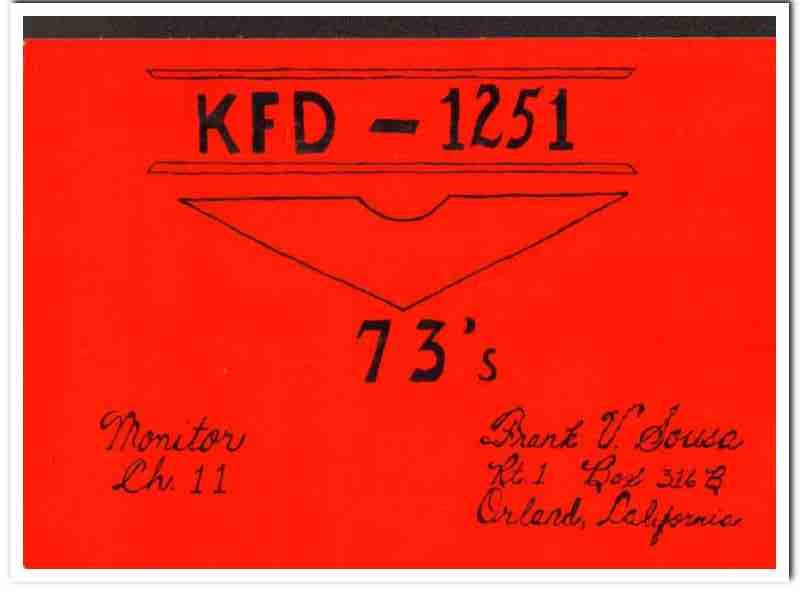 KFD - 1251
73's
Monitor
Ch. 11
Frank V. Sousa
Rt. 1 Box 316 B
Orland, California